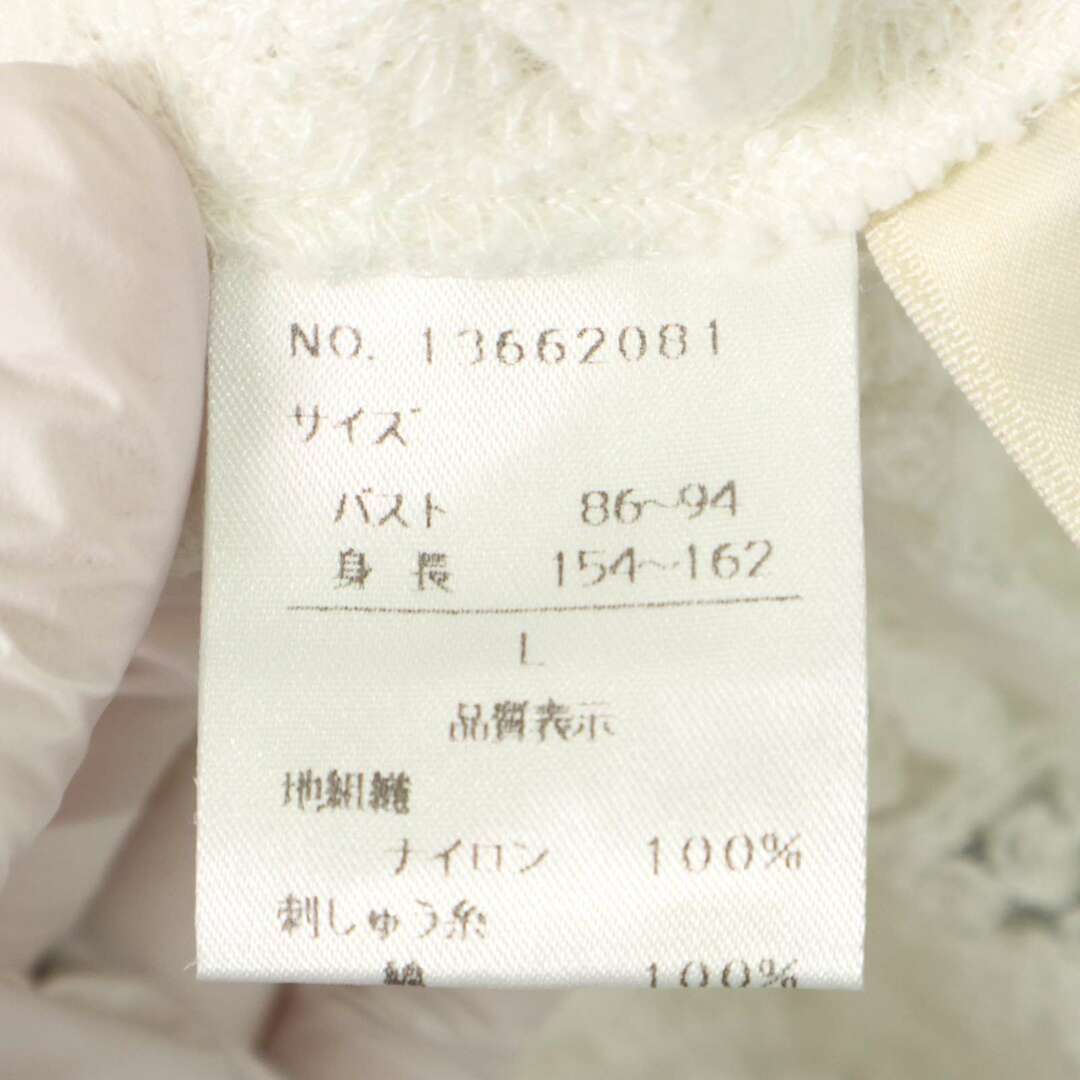 NO. 13662081
サイズ
バスト 86~94
身長 154~162
L
品質表示
地組織
ナイロン 100%
刺しゅう糸
綿 100%